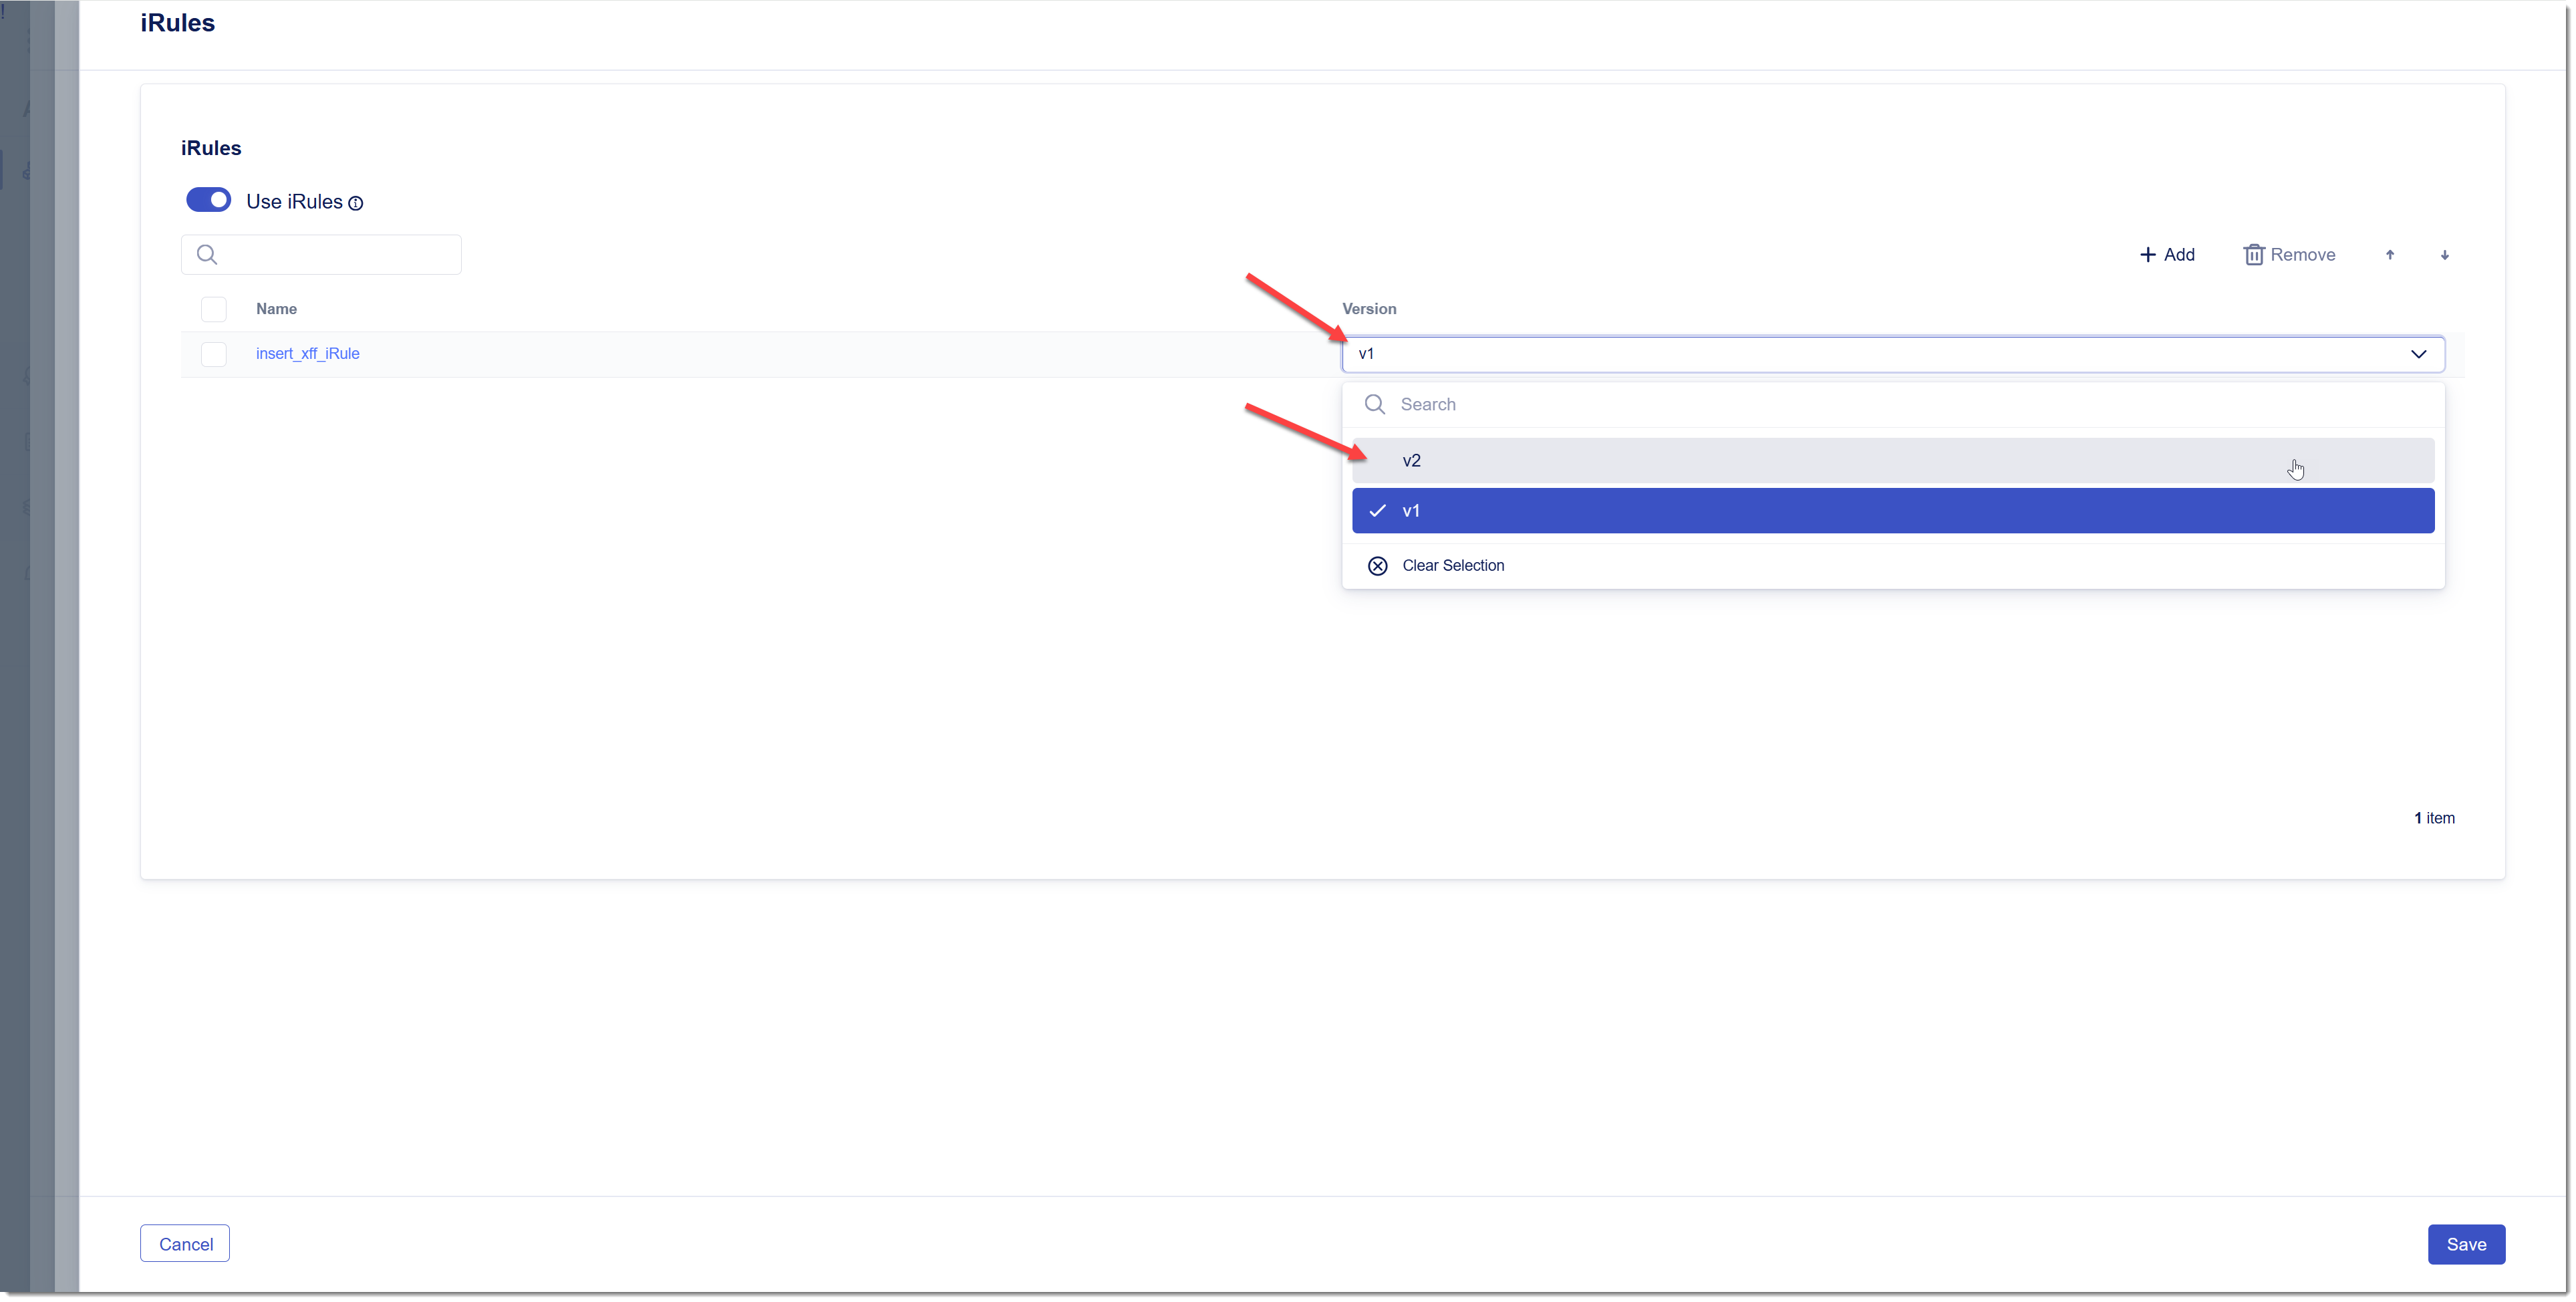 iRules
iRules
Use iRules
Add
Remove
Name
Version
insert_xff_iRule
v1
Search
v2
v1
Clear Selection
1 item
Cancel
Save